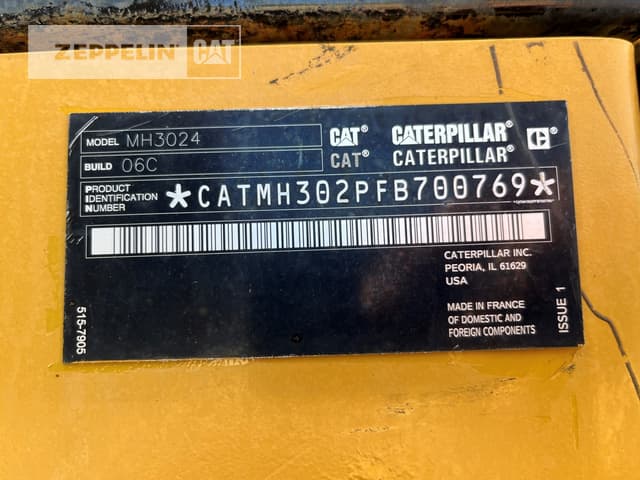 ZEPPELIN CAT
MODEL MH3024
BUILD 06C
CAT® CATERPILLAR®
CAT® CATERPILLAR®
PRODUCT
IDENTIFICATION
NUMBER
*CATMH302PFB700769*
CATERPILLAR INC.
PEORIA, IL 61629
USA
MADE IN FRANCE
OF DOMESTIC AND
FOREIGN COMPONENTS
515-7905
ISSUE 1